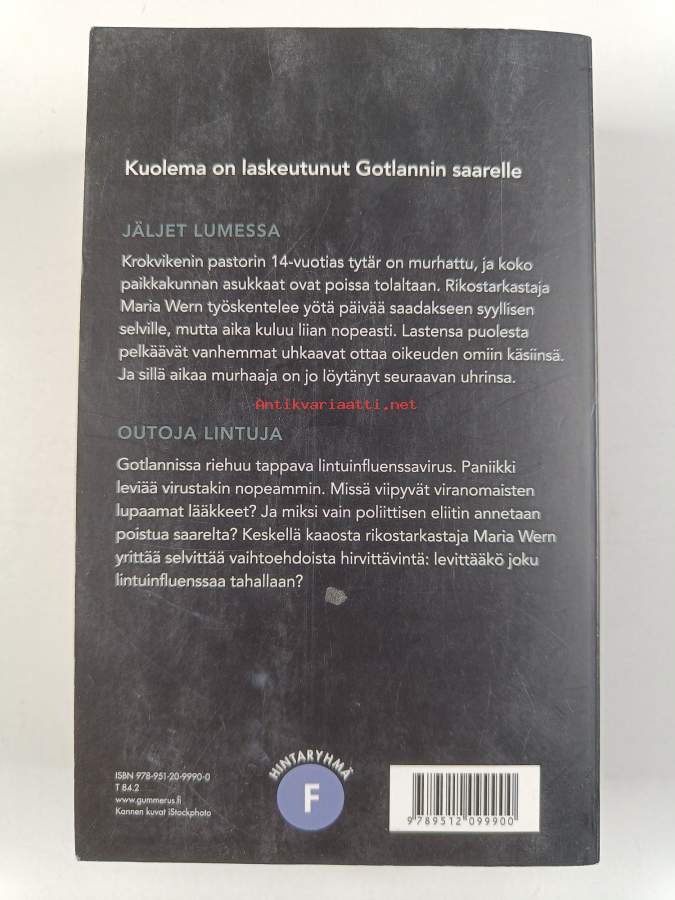 Kuolema on laskeutunut Gotlannin saarelle
JÄLJET LUMESSA
Krokvikenin pastorin 14-vuotias tytär on murhattu, ja koko
paikkakunnan asukkaat ovat poissa tolaltaan. Rikostarkastaja
Maria Wern työskentelee yötä päivää saadakseen syyllisen
selville, mutta aika kuluu liian nopeasti. Lastensa puolesta
pelkäävät vanhemmat uhkaavat ottaa oikeuden omiin käsiinsä.
Ja sillä aikaa murhaaja on jo löytänyt seuraavan uhrinsa.
Antikvariaatti.net
OUTOJA LINTUJA
Gotlannissa riehuu tappava lintuinfluenssavirus. Paniikki
leviää virustakin nopeammin. Missä viipyvät viranomaisten
lupaamat lääkkeet? Ja miksi vain poliittisen eliitin annetaan
poistua saarelta? Keskellä kaaosta rikostarkastaja Maria Wern
yrittää selvittää vaihtoehdoista hirvittävintä: levittääkö joku
lintuinfluenssaa tahallaan?
ISBN 978-951-20-9990-0
T 84.2
www.gummerus.fi
Kannen kuvat iStockphoto
HINTARYHMÄ
F
9789512099900